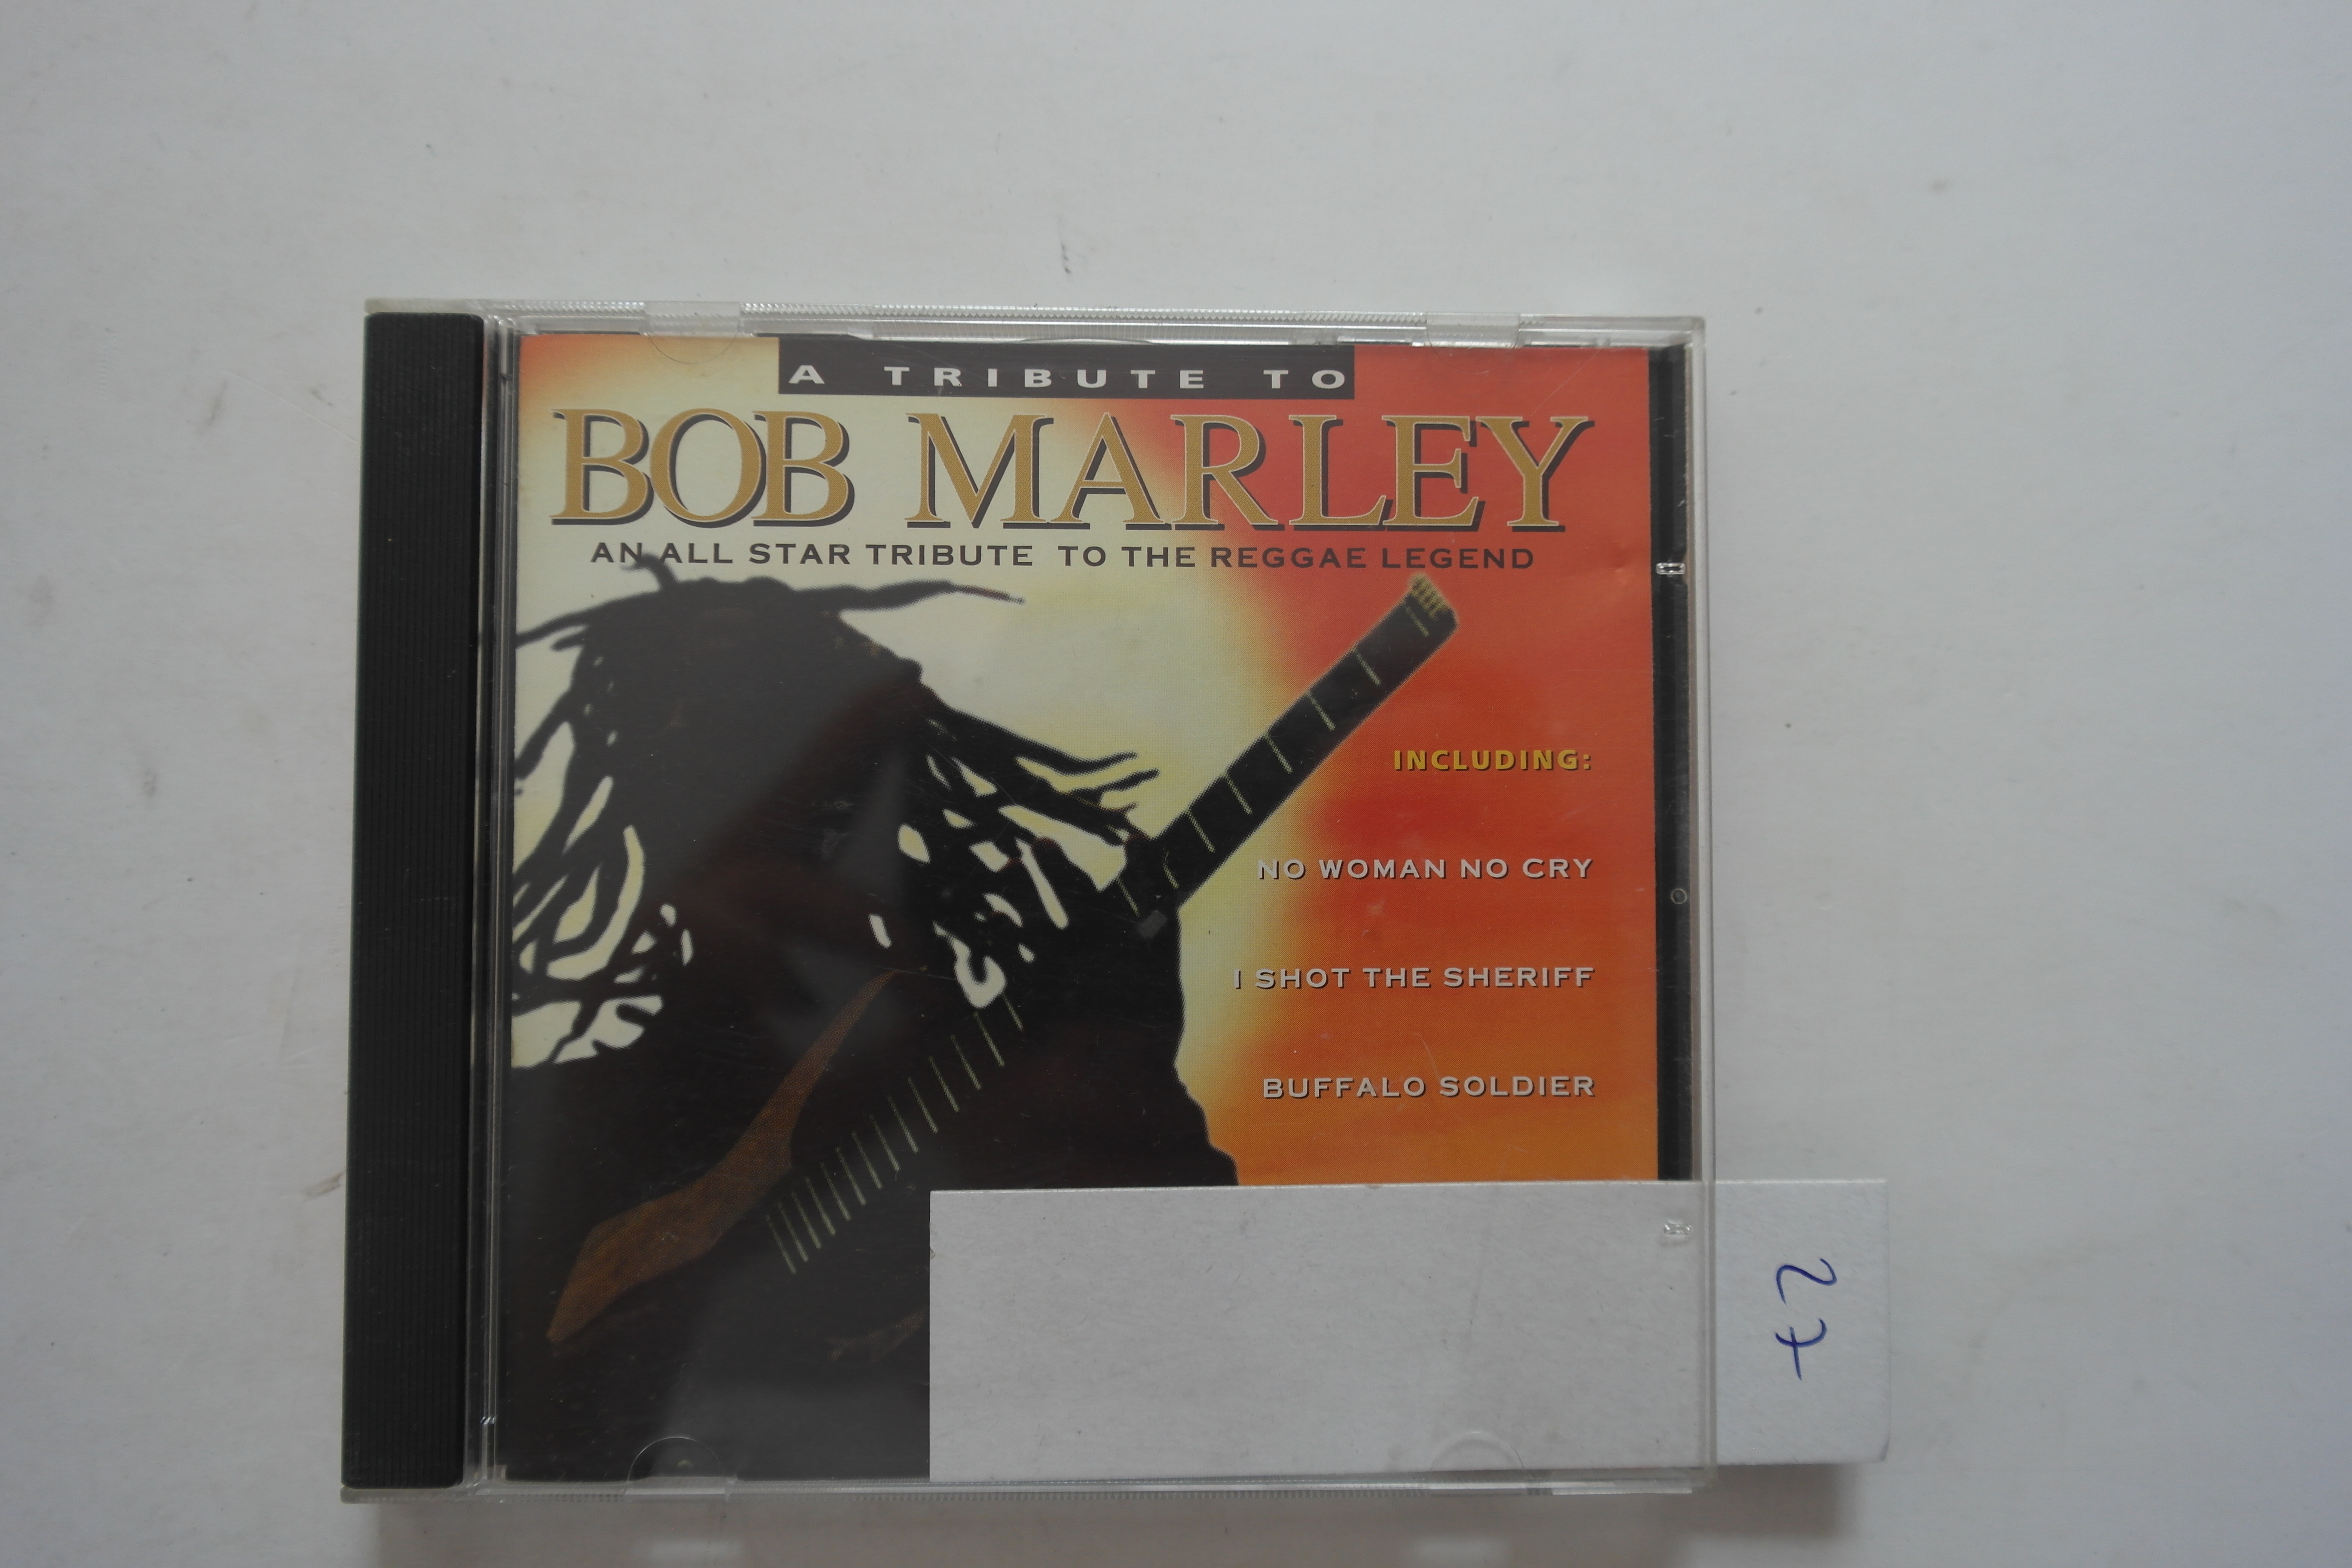 A TRIBUTE TO
BOB MARLEY
AN ALL STAR TRIBUTE TO THE REGGAE LEGEND
INCLUDING:
NO WOMAN NO CRY
I SHOT THE SHERIFF
BUFFALO SOLDIER
27